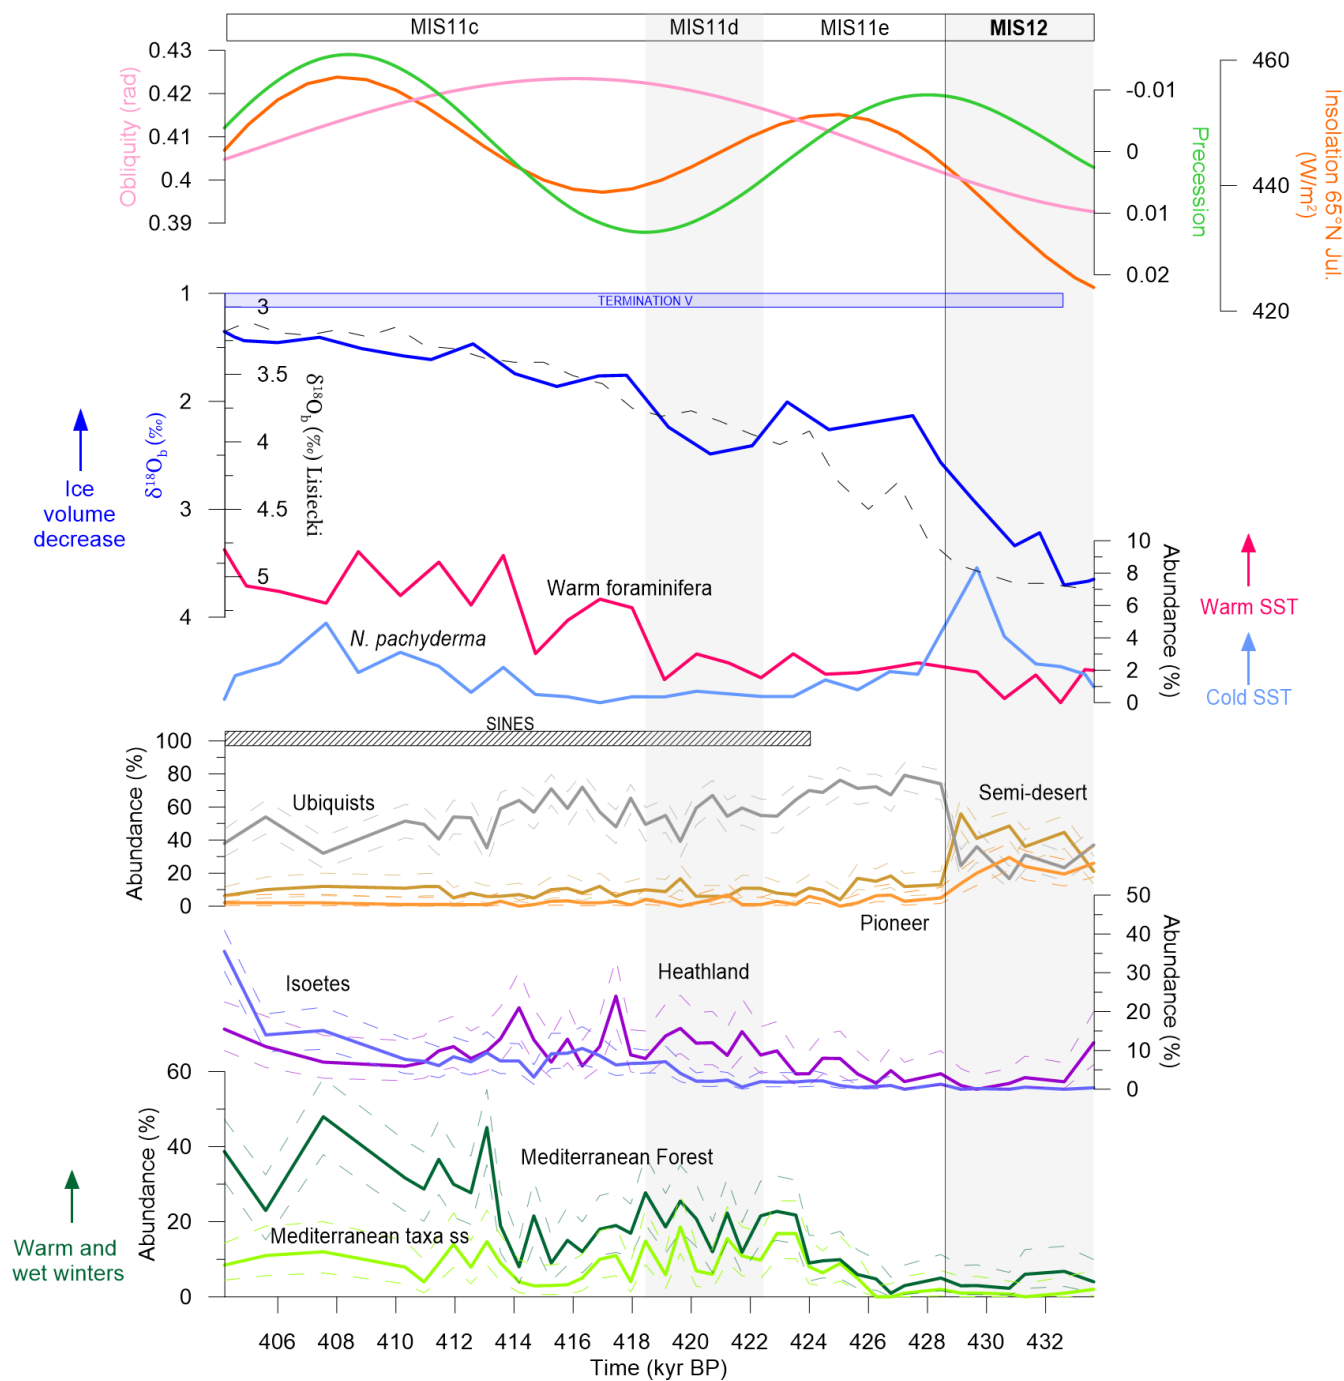 MIS11c MIS11d MIS11e MIS12
0.43
0.42
0.41
0.4
0.39
Obliquity (rad)
-0.01
0
0.01
0.02
Precession
460
440
420
Insolation 65°N Jul.
(W/m²)
TERMINATION V
1
2
3
4
δ¹⁸O_b (‰)
3
3.5
4
4.5
5
δ¹⁸O_b (‰) Lisiecki
Ice
volume
decrease
Warm foraminifera
N. pachyderma
10
8
6
4
2
0
Abundance (%)
Warm SST
Cold SST
SINES
100
80
60
40
20
0
Abundance (%)
Ubiquists
Semi-desert
Pioneer
50
40
30
20
10
0
Abundance (%)
Isoetes
Heathland
60
40
20
0
Abundance (%)
Mediterranean Forest
Mediterranean taxa ss
Warm and
wet winters
406 408 410 412 414 416 418 420 422 424 426 428 430 432
Time (kyr BP)